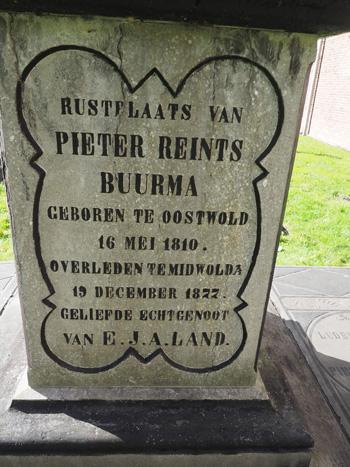 RUSTPLAATS VAN
PIETER REINTS
BUURMA
GEBOREN TE OOSTWOLD
16 MEI 1810.
OVERLEDEN TE MIDWOLDA
19 DECEMBER 1877.
GELIEFDE ECHTGENOOT
VAN E.J.A. LAND.